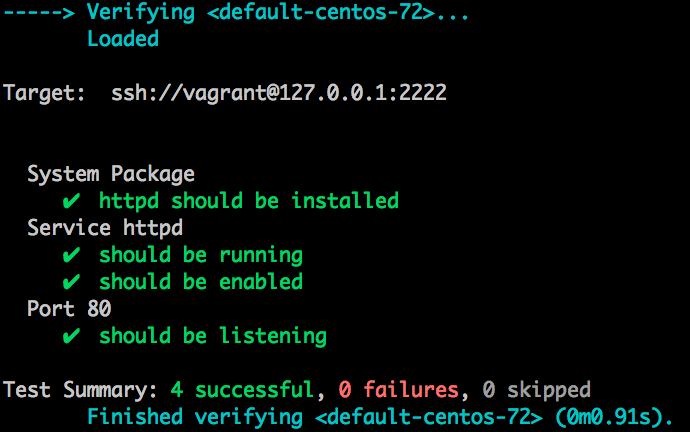 -----> Verifying <default-centos-72>...
Loaded
Target:  ssh://vagrant@127.0.0.1:2222
System Package
✔ httpd should be installed
Service httpd
✔ should be running
✔ should be enabled
Port 80
✔ should be listening
Test Summary: 4 successful, 0 failures, 0 skipped
Finished verifying <default-centos-72> (0m0.91s).